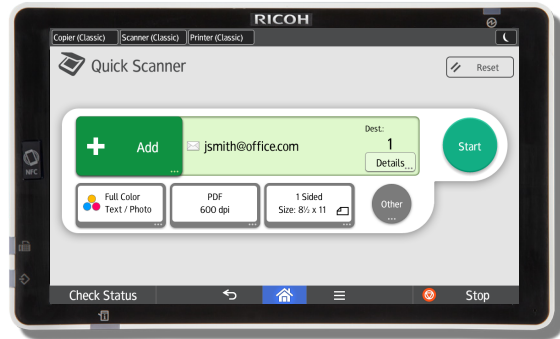 RICOH
Copier (Classic)
Scanner (Classic)
Printer (Classic)
Quick Scanner
Reset
Add
jsmith@office.com
Dest.:
1
Details
Start
Full Color
Text / Photo
PDF
600 dpi
1 Sided
Size: 8½ x 11
Other
NFC
Check Status
Stop